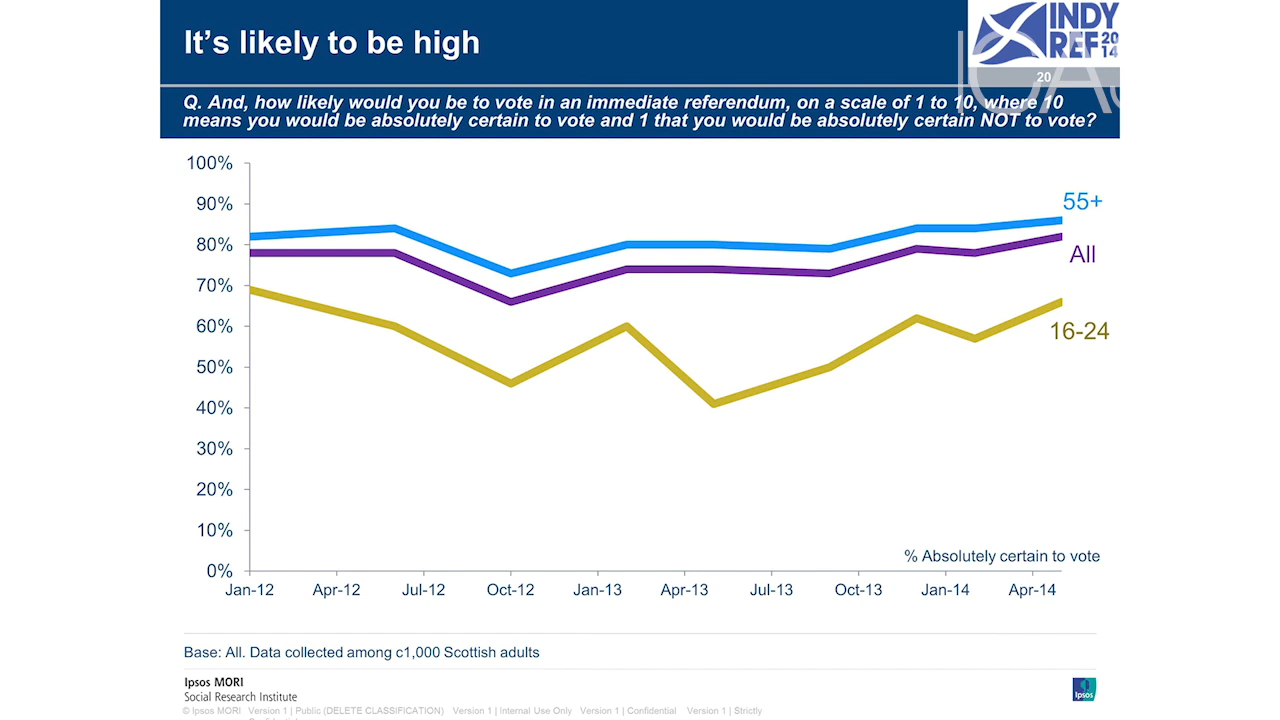 It's likely to be high
INDY
REF 20
14
20
ICAS
Q. And, how likely would you be to vote in an immediate referendum, on a scale of 1 to 10, where 10
means you would be absolutely certain to vote and 1 that you would be absolutely certain NOT to vote?
100%
90%
80%
70%
60%
50%
40%
30%
20%
10%
0%
55+
All
16-24
% Absolutely certain to vote
Jan-12 Apr-12 Jul-12 Oct-12 Jan-13 Apr-13 Jul-13 Oct-13 Jan-14 Apr-14
Base: All. Data collected among c1,000 Scottish adults
Ipsos MORI
Social Research Institute
Ipsos
© Ipsos MORI Version 1 | Public (DELETE CLASSIFICATION) Version 1 | Internal Use Only Version 1 | Confidential Version 1 | Strictly